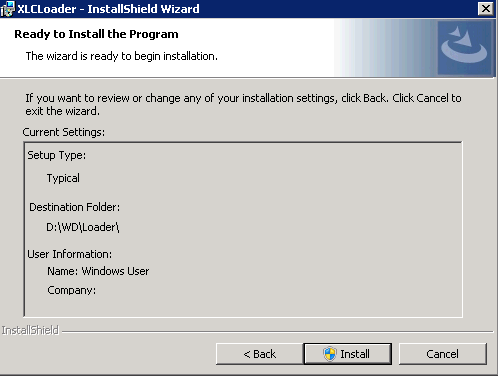 XLCLoader - InstallShield Wizard
Ready to Install the Program
The wizard is ready to begin installation.
If you want to review or change any of your installation settings, click Back. Click Cancel to
exit the wizard.
Current Settings:
Setup Type:
Typical
Destination Folder:
D:\WD\Loader\
User Information:
Name: Windows User
Company:
InstallShield
< Back
Install
Cancel